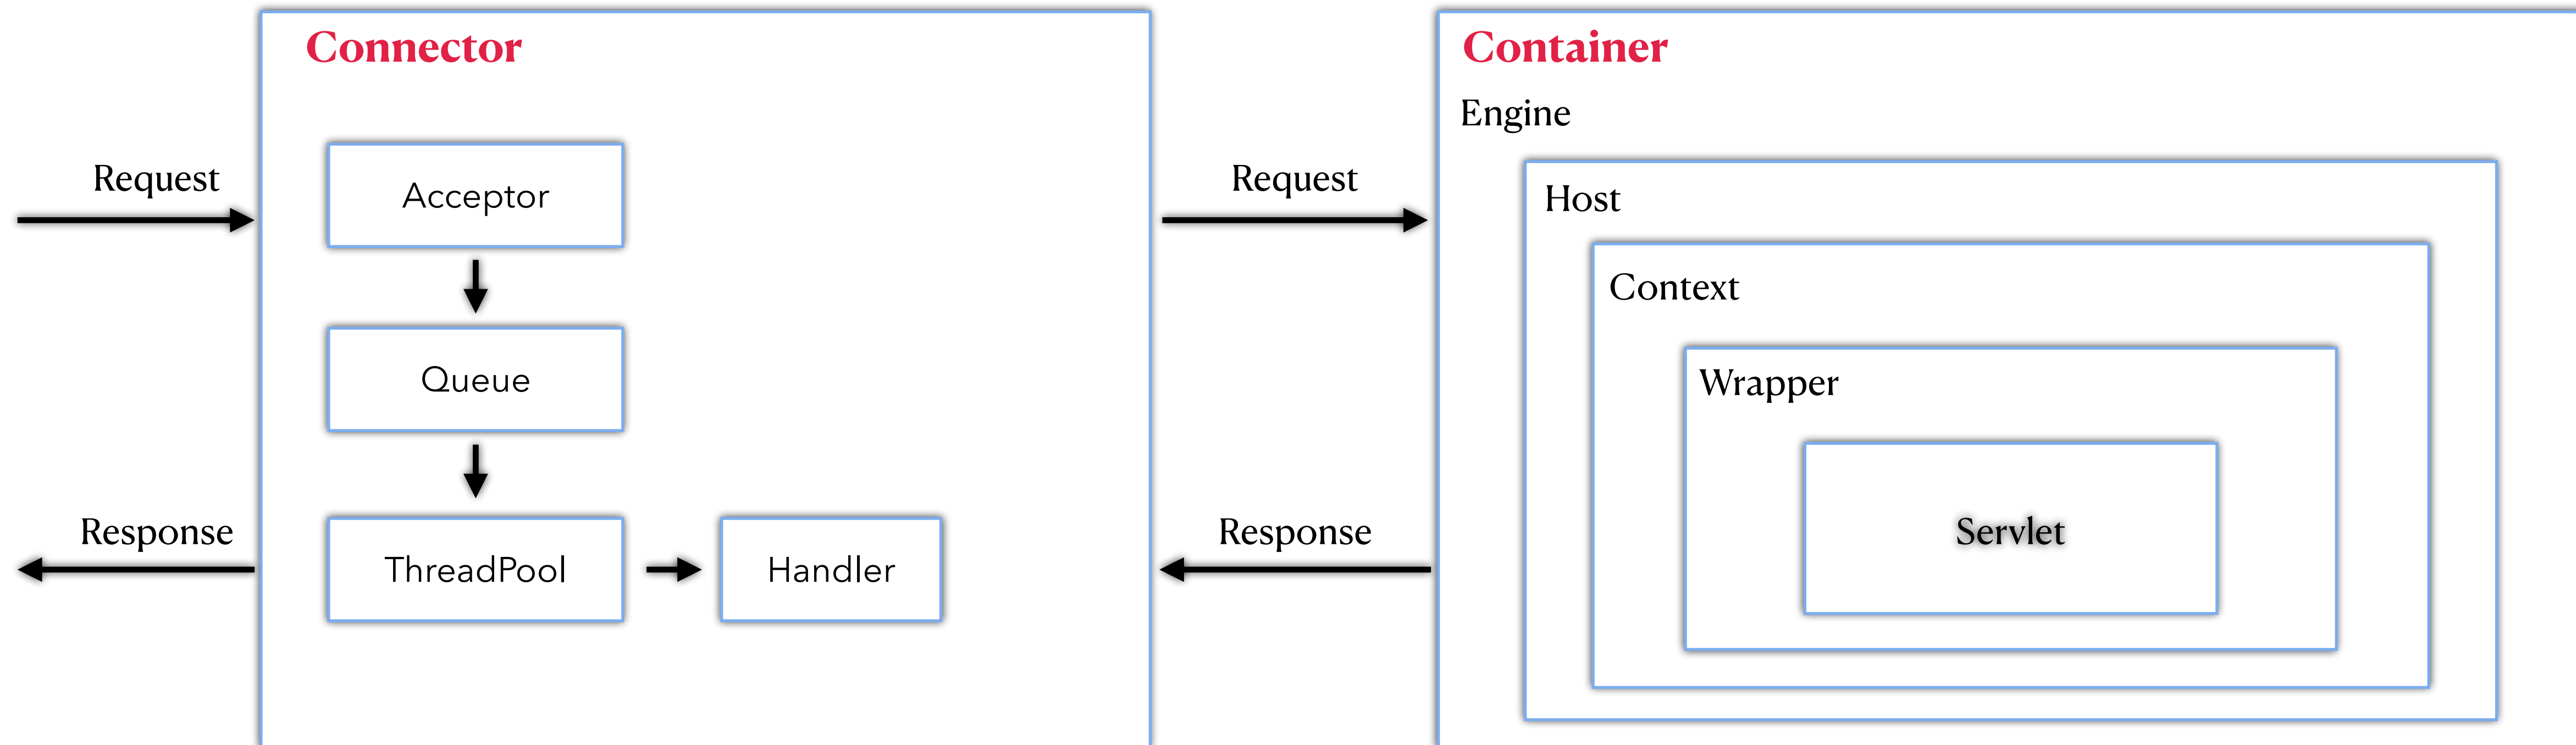 Connector
Request
Acceptor
Queue
Response
ThreadPool
Handler
Request
Response
Container
Engine
Host
Context
Wrapper
Servlet